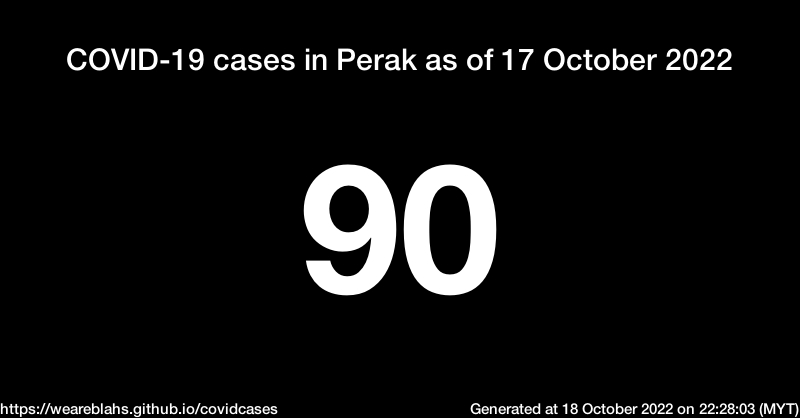 COVID-19 cases in Perak as of 17 October 2022
90
https://weareblahs.github.io/covidcases
Generated at 18 October 2022 on 22:28:03 (MYT)